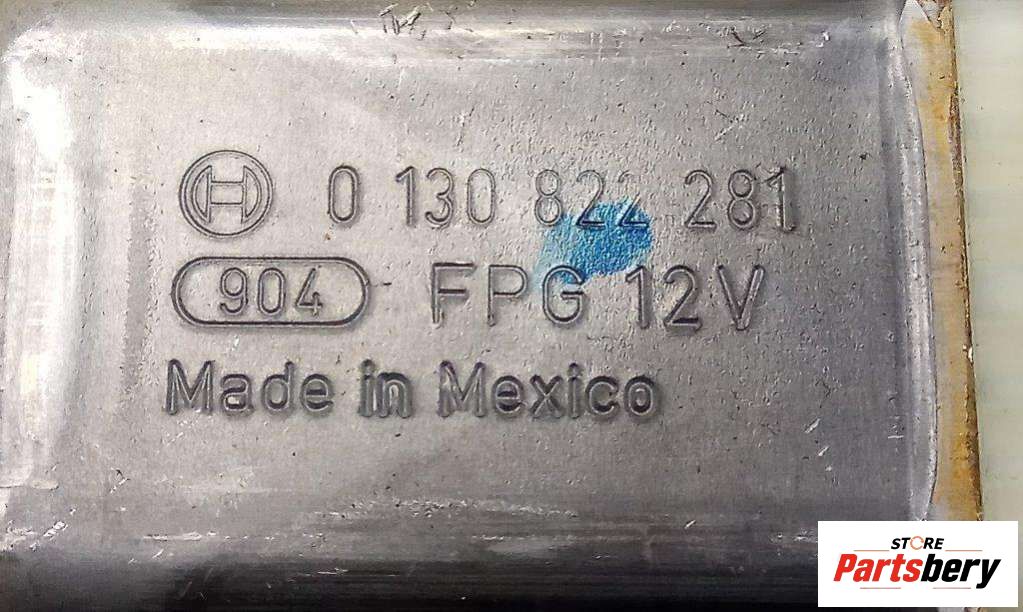 0 130 822 281
904 FPG 12V
Made in Mexico
STORE
Partsbery